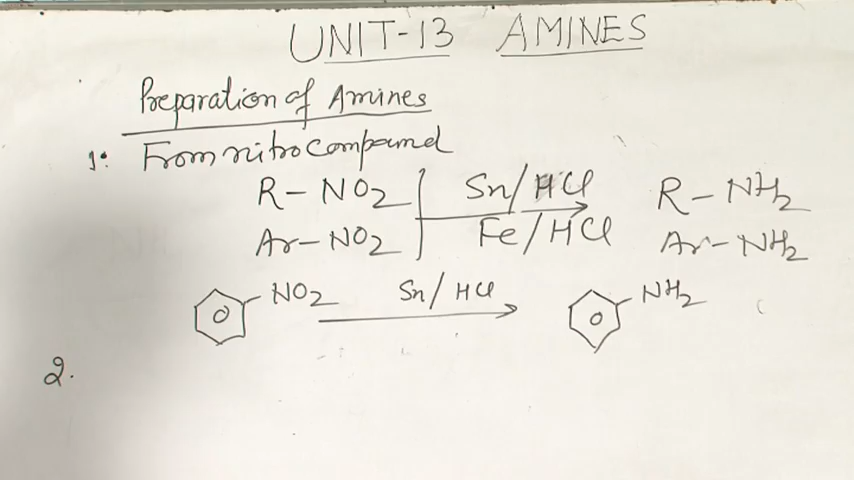 UNIT-13 AMINES
Preparation of Amines
1. From nitro compound
R-NO2 Sn/HCl R-NH2
Ar-NO2 Fe/HCl Ar-NH2
NO2 Sn/HCl NH2
2.